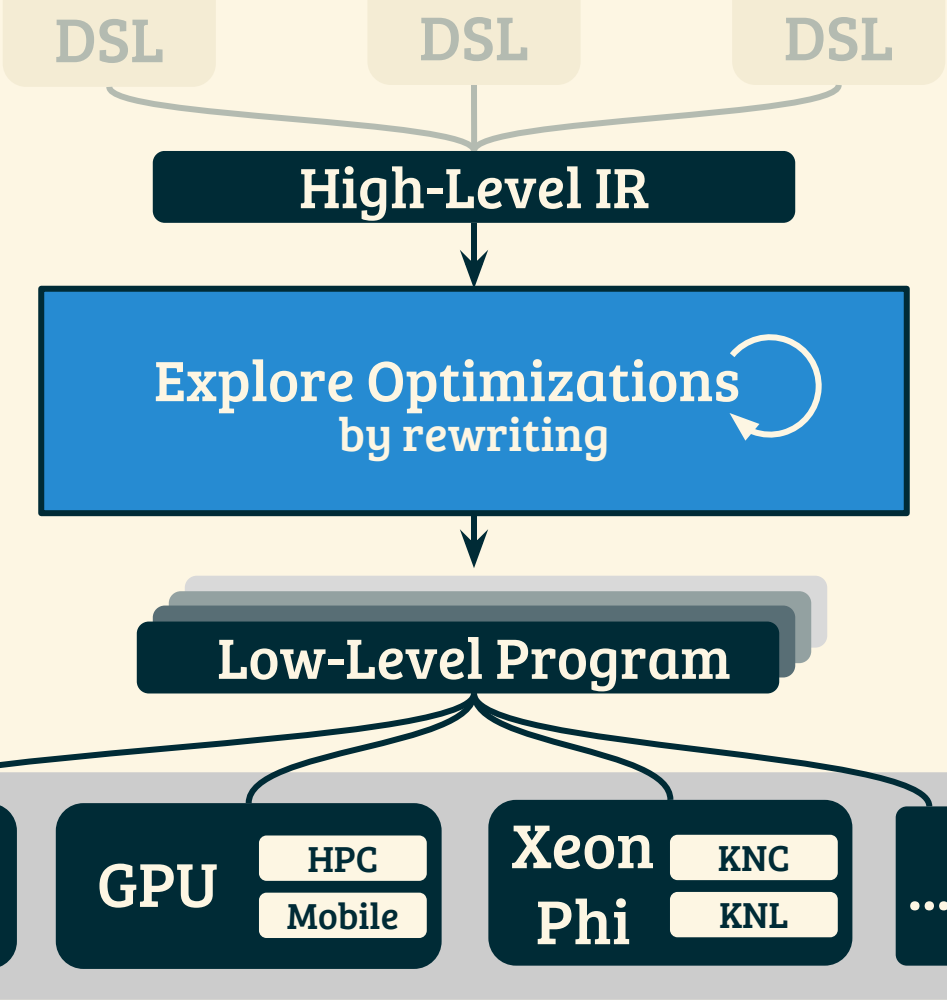 DSL DSL DSL
High-Level IR
Explore Optimizations
by rewriting
Low-Level Program
GPU
HPC
Mobile
Xeon
Phi
KNC
KNL
...